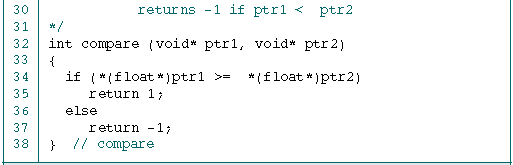 30 returns -1 if ptr1 < ptr2
31 */
32 int compare (void* ptr1, void* ptr2)
33 {
34 if (*(float*)ptr1 >= *(float*)ptr2)
35 return 1;
36 else
37 return -1;
38 } // compare